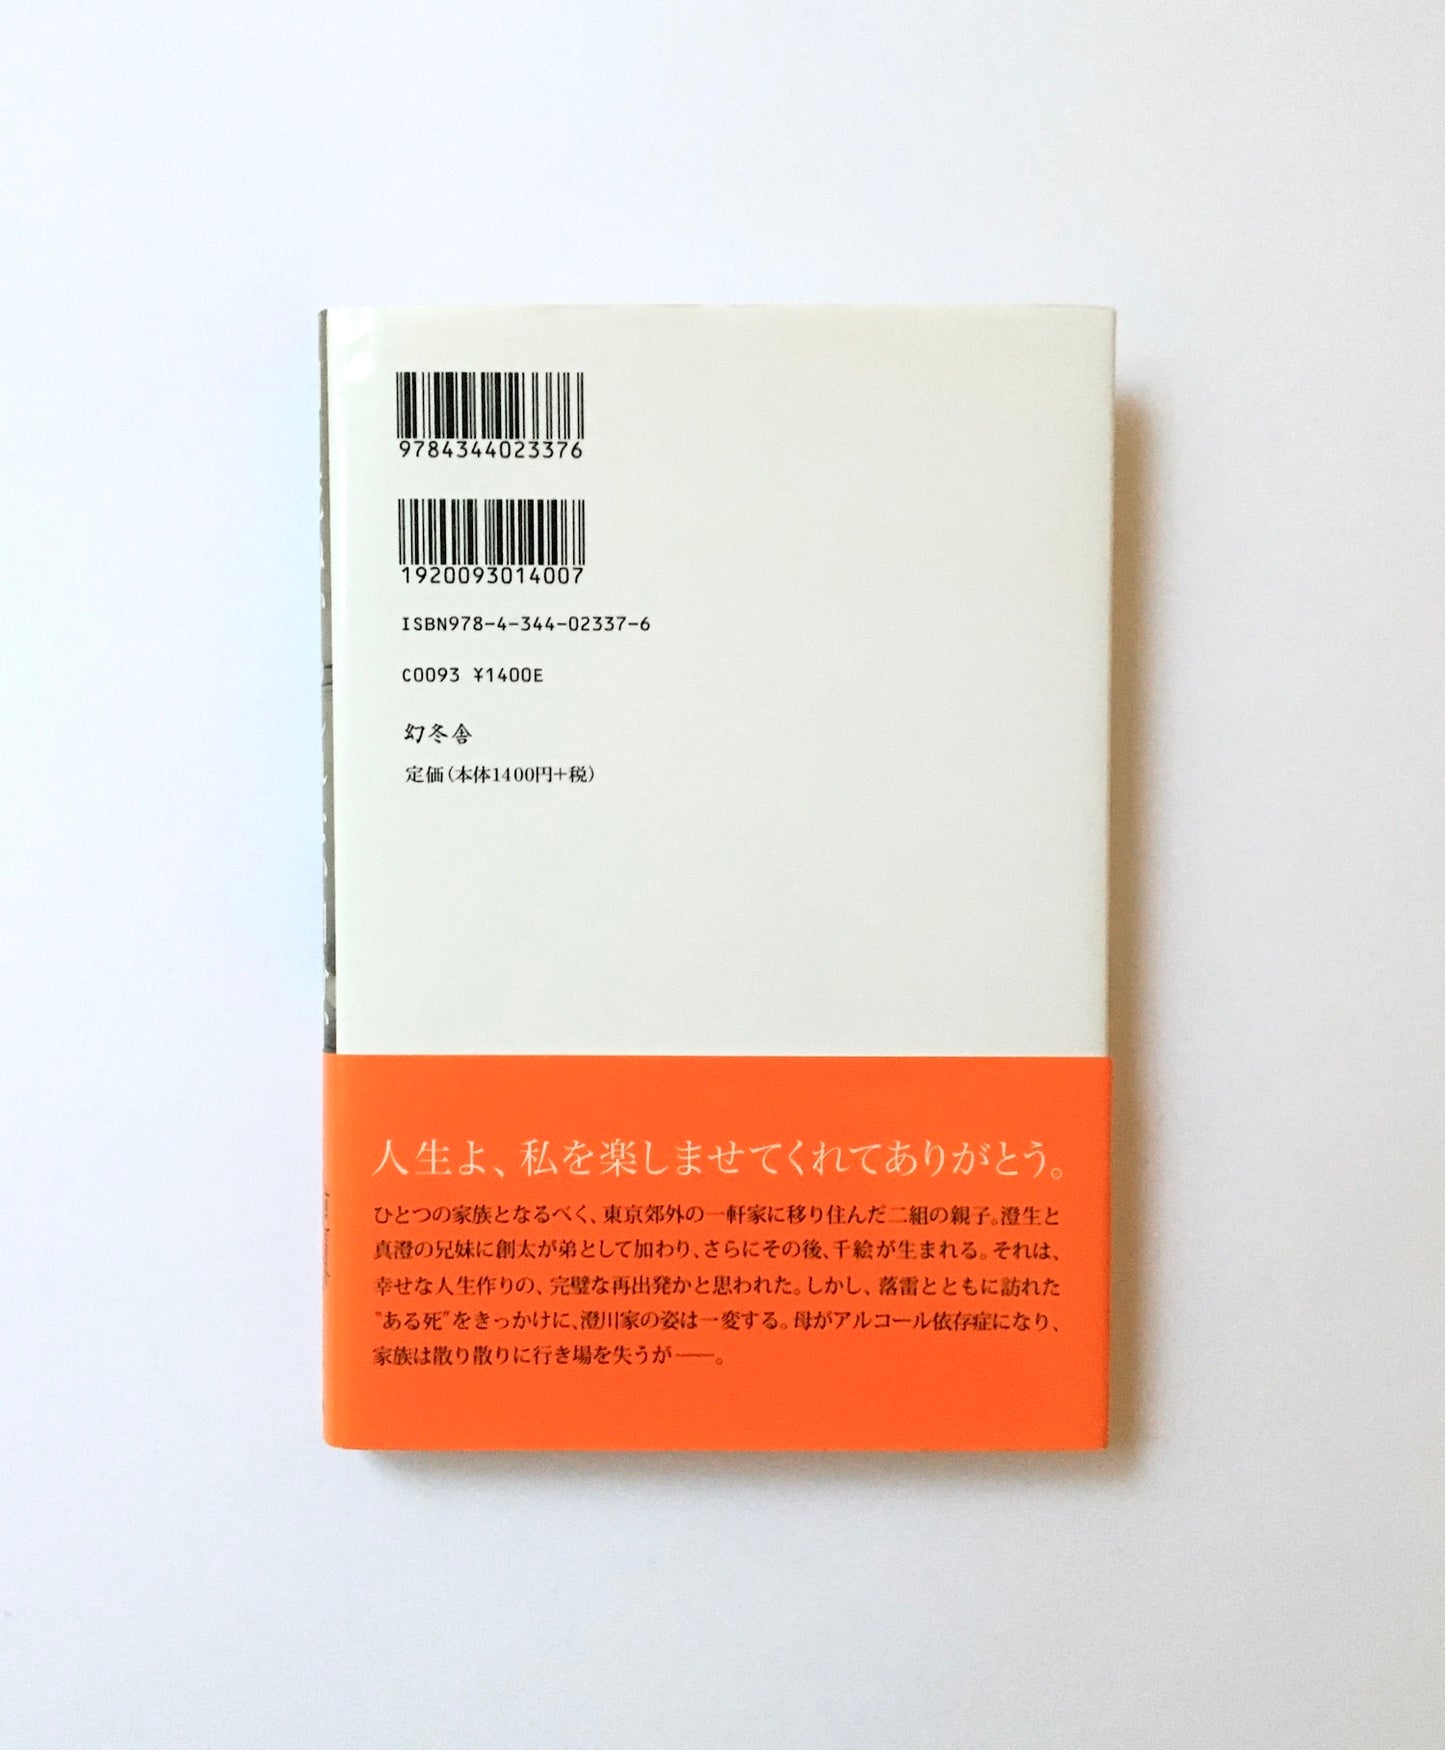 9784344023376
1920093014007
ISBN978-4-344-02337-6
C0093 ¥1400E
幻冬舎
定価(本体1400円+税)
人生よ、私を楽しませてくれてありがとう。
ひとつの家族となるべく、東京郊外の一軒家に移り住んだ二組の親子。澄生と
真澄の兄妹に創太が弟として加わり、さらにその後、千絵が生まれる。それは、
幸せな人生作りの、完璧な再出発かと思われた。しかし、落雷とともに訪れた
〝ある死〟をきっかけに、澄川家の姿は一変する。母がアルコール依存症になり、
家族は散り散りに行き場を失うが――。